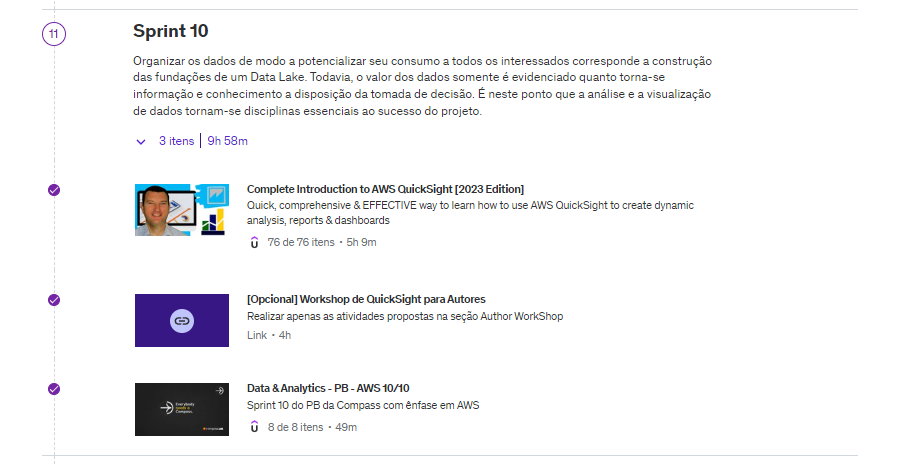 11
Sprint 10
Organizar os dados de modo a potencializar seu consumo a todos os interessados corresponde a construção
das fundações de um Data Lake. Todavia, o valor dos dados somente é evidenciado quanto torna-se
informação e conhecimento a disposição da tomada de decisão. É neste ponto que a análise e a visualização
de dados tornam-se disciplinas essenciais ao sucesso do projeto.
3 itens | 9h 58m
Complete Introduction to AWS QuickSight [2023 Edition]
Quick, comprehensive & EFFECTIVE way to learn how to use AWS QuickSight to create dynamic
analysis, reports & dashboards
76 de 76 itens • 5h 9m
[Opcional] Workshop de QuickSight para Autores
Realizar apenas as atividades propostas na seção Author WorkShop
Link • 4h
Everybody
needs a
Compass.
Data & Analytics - PB - AWS 10/10
Sprint 10 do PB da Compass com ênfase em AWS
8 de 8 itens • 49m